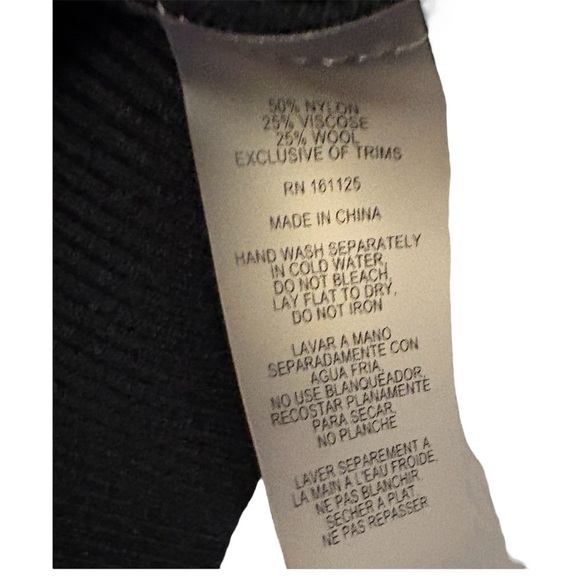 50% NYLON
25% VISCOSE
25% WOOL
EXCLUSIVE OF TRIMS
RN 161125
MADE IN CHINA
HAND WASH SEPARATELY
IN COLD WATER,
DO NOT BLEACH,
LAY FLAT TO DRY,
DO NOT IRON
LAVAR A MANO
SEPARADAMENTE CON
AGUA FRIA,
NO USE BLANQUEADOR,
RECOSTAR PLANAMENTE
PARA SECAR,
NO PLANCHE
LAVER SEPAREMENT A
LA MAIN A L'EAU FROIDE,
NE PAS BLANCHIR
SECHER A PLAT,
NE PAS REPASSER